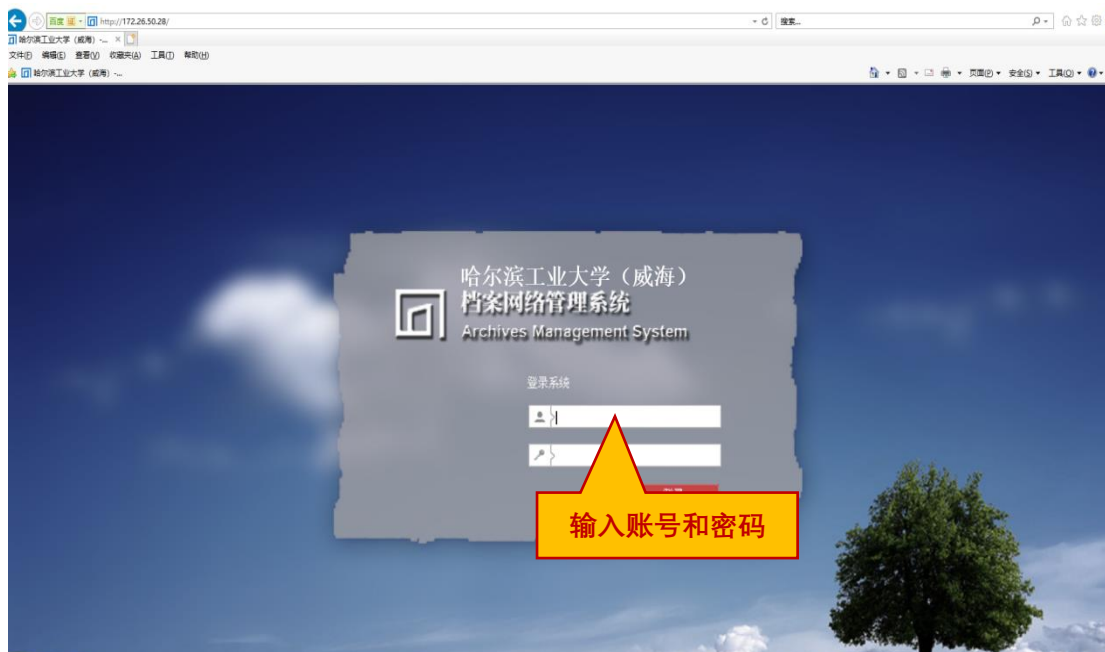 百度 http://172.26.50.28/ 搜索...
哈尔滨工业大学 (威海) -...
文件(F) 编辑(E) 查看(V) 收藏夹(A) 工具(T) 帮助(H)
哈尔滨工业大学 (威海) -... 页面(P) 安全(S) 工具(O)
哈尔滨工业大学（威海）
档案网络管理系统
Archives Management System
登录系统
输入账号和密码